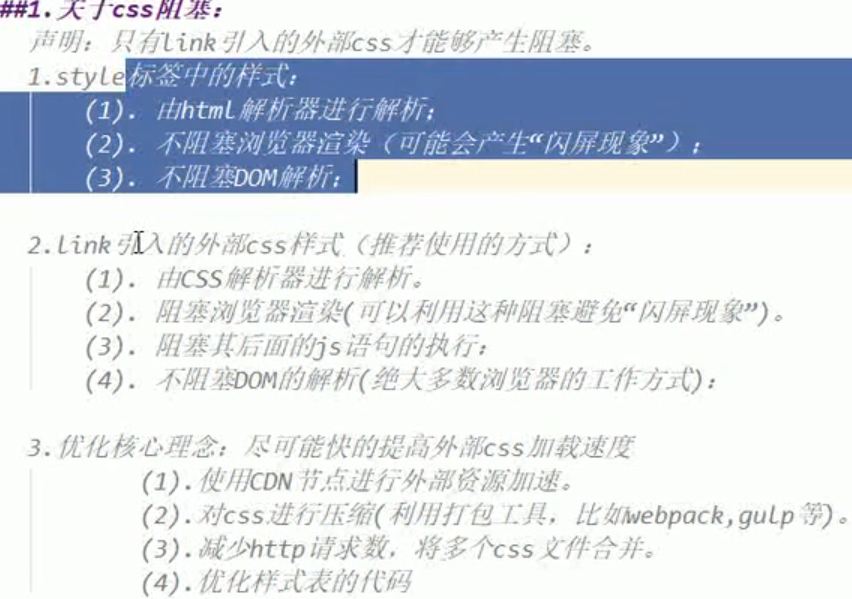 ##1.关于css阻塞：
声明：只有link引入的外部css才能够产生阻塞。
1.style标签中的样式：
(1). 由html解析器进行解析；
(2). 不阻塞浏览器渲染（可能会产生“闪屏现象”）；
(3). 不阻塞DOM解析；
2.link引入的外部css样式（推荐使用的方式）：
(1). 由CSS解析器进行解析。
(2). 阻塞浏览器渲染(可以利用这种阻塞避免“闪屏现象”)。
(3). 阻塞其后面的js语句的执行；
(4). 不阻塞DOM的解析(绝大多数浏览器的工作方式)：
3.优化核心理念：尽可能快的提高外部css加载速度
(1).使用CDN节点进行外部资源加速。
(2).对css进行压缩(利用打包工具，比如webpack,gulp等)。
(3).减少http请求数，将多个css文件合并。
(4).优化样式表的代码